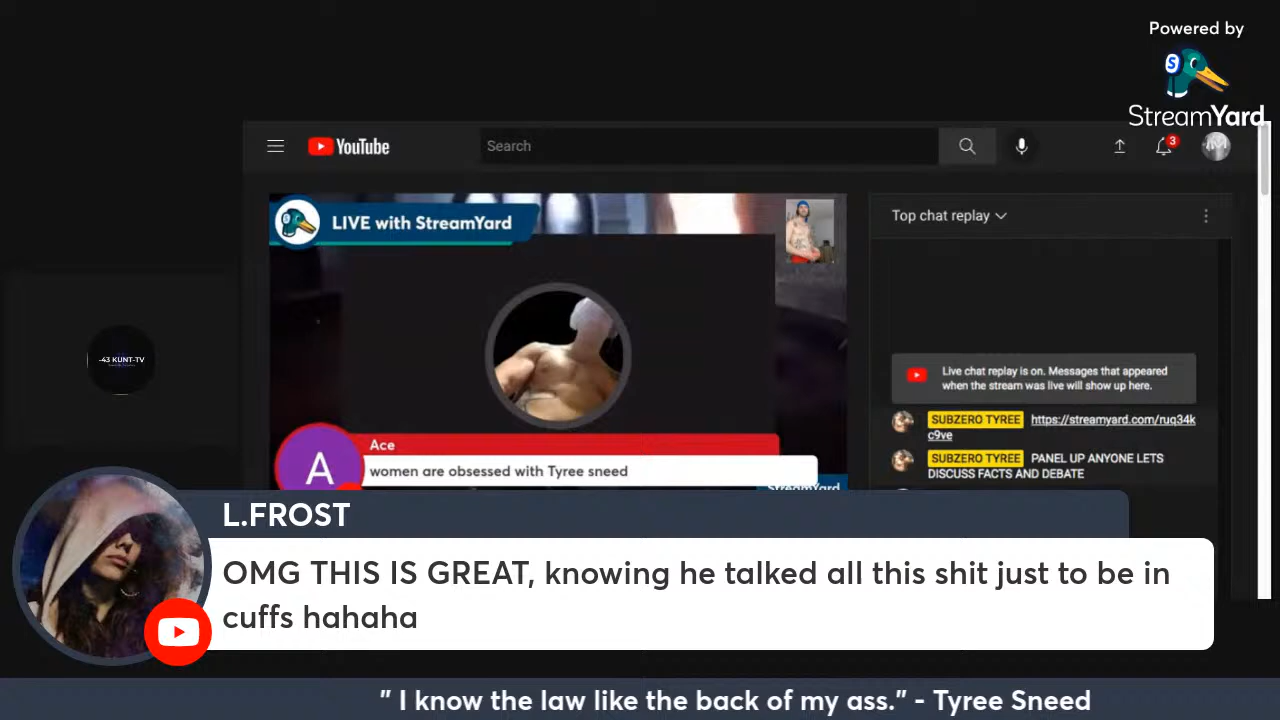 Powered by
StreamYard
YouTube
Search
3
LIVE with StreamYard
Top chat replay
-43 KUNT-TV
Live chat replay is on. Messages that appeared
when the stream was live will show up here.
SUBZERO TYREE https://streamyard.com/ruq34k
c9ve
SUBZERO TYREE PANEL UP ANYONE LETS
DISCUSS FACTS AND DEBATE
Ace
A
women are obsessed with Tyree sneed
StreamYard
L.FROST
OMG THIS IS GREAT, knowing he talked all this shit just to be in
cuffs hahaha
" I know the law like the back of my ass." - Tyree Sneed